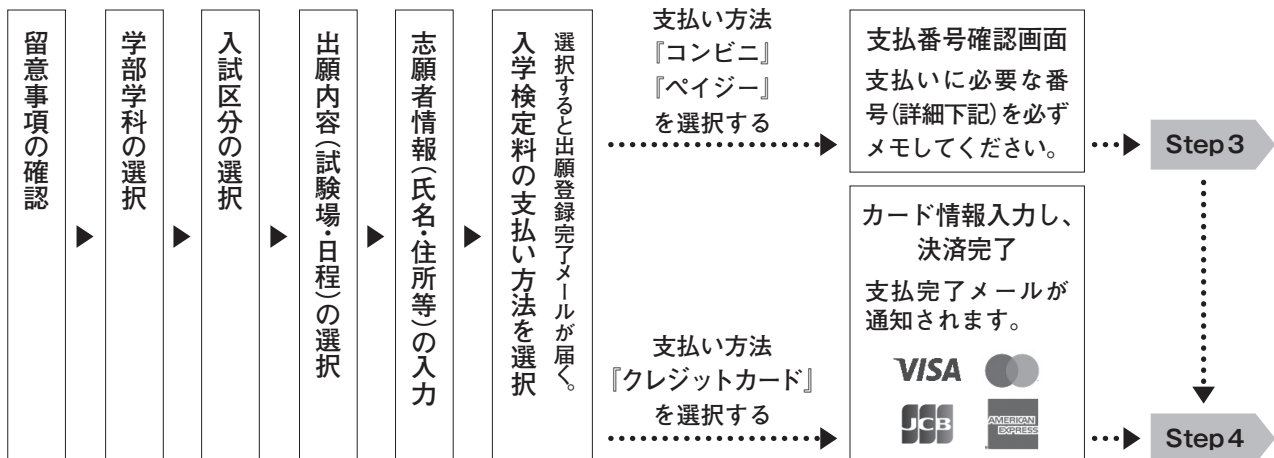 留意事項の確認
学部学科の選択
入試区分の選択
出願内容（試験場・日程）の選択
志願者情報（氏名・住所等）の入力
入学検定料の支払い方法を選択
選択すると出願登録完了メールが届く。
支払い方法
『コンビニ』
『ペイジー』
を選択する
支払番号確認画面
支払いに必要な番
号（詳細下記）を必ず
メモしてください。
Step3
支払い方法
『クレジットカード』
を選択する
カード情報入力し、
決済完了
支払完了メールが
通知されます。
VISA
JCB
AMERICAN
EXPRESS
Step4